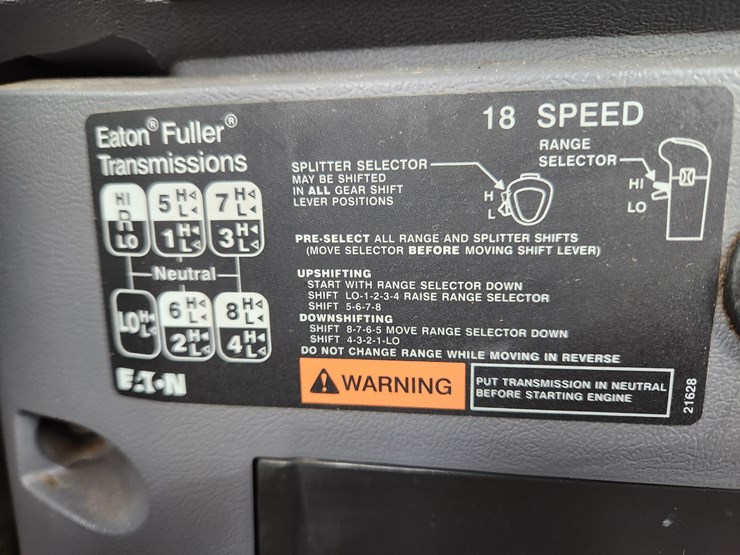 Eaton® Fuller®
Transmissions
18 SPEED
SPLITTER SELECTOR
MAY BE SHIFTED
IN ALL GEAR SHIFT
LEVER POSITIONS
H
L
RANGE
SELECTOR
HI
LO
HI R LO
5 H L
7 H L
1 H L
3 H L
Neutral
LO H L
6 H L
8 H L
2 H L
4 H L
EATON
PRE-SELECT ALL RANGE AND SPLITTER SHIFTS
(MOVE SELECTOR BEFORE MOVING SHIFT LEVER)
UPSHIFTING
START WITH RANGE SELECTOR DOWN
SHIFT LO-1-2-3-4 RAISE RANGE SELECTOR
SHIFT 5-6-7-8
DOWNSHIFTING
SHIFT 8-7-6-5 MOVE RANGE SELECTOR DOWN
SHIFT 4-3-2-1-LO
DO NOT CHANGE RANGE WHILE MOVING IN REVERSE
WARNING
PUT TRANSMISSION IN NEUTRAL
BEFORE STARTING ENGINE
21628